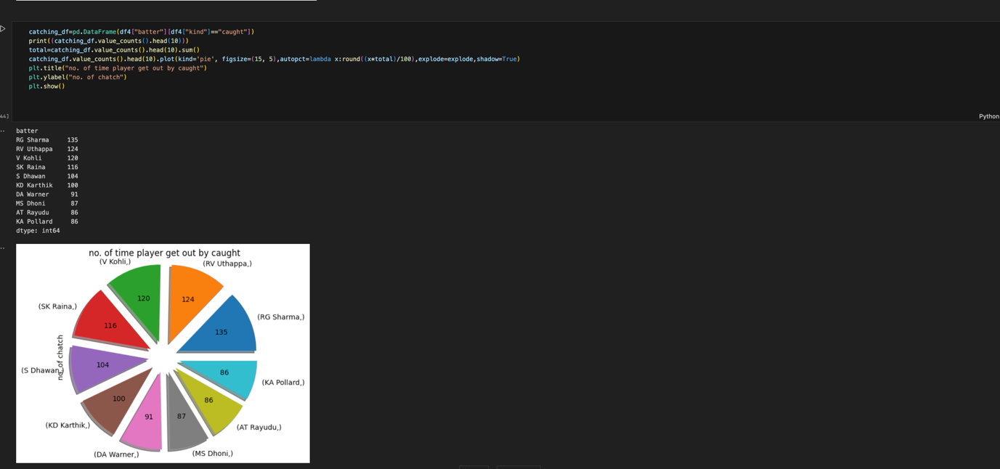 catching_df=pd.DataFrame(df4["batter"][df4["kind"]=="caught"])
print((catching_df.value_counts().head(10)))
total=catching_df.value_counts().head(10).sum()
catching_df.value_counts().head(10).plot(kind='pie', figsize=(15, 5),autopct=lambda x:round((x*total)/100),explode=explode,shadow=True)
plt.title("no. of time player get out by caught")
plt.ylabel("no. of chatch")
plt.show()
44]
Python
batter
RG Sharma 135
RV Uthappa 124
V Kohli 120
SK Raina 116
S Dhawan 104
KD Karthik 100
DA Warner 91
MS Dhoni 87
AT Rayudu 86
KA Pollard 86
dtype: int64
no. of time player get out by caught
(V Kohli,)
(RV Uthappa,)
120
124
(SK Raina,)
(RG Sharma,)
116
135
no. of chatch
(S Dhawan,)
104
86
(KA Pollard,)
100
86
(KD Karthik,)
91
87
(AT Rayudu,)
(DA Warner,)
(MS Dhoni,)